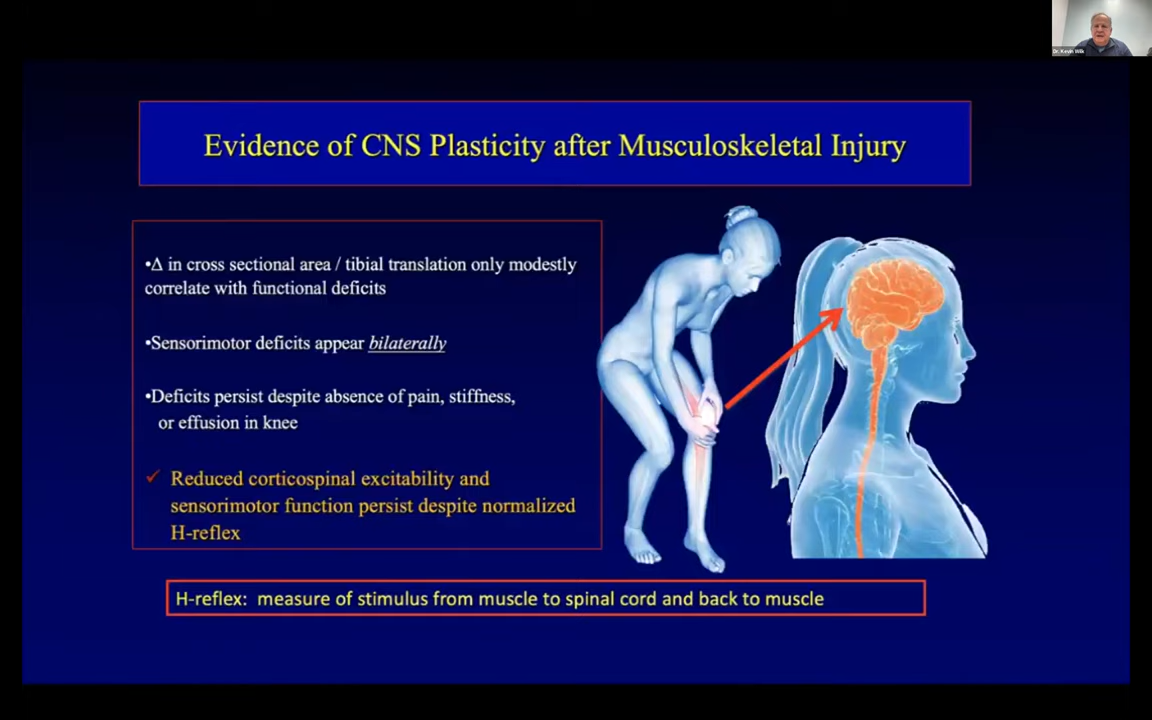 Dr. Kevin Wilk
Evidence of CNS Plasticity after Musculoskeletal Injury
•Δ in cross sectional area / tibial translation only modestly
correlate with functional deficits
•Sensorimotor deficits appear bilaterally
•Deficits persist despite absence of pain, stiffness,
or effusion in knee
✓ Reduced corticospinal excitability and
sensorimotor function persist despite normalized
H-reflex
H-reflex: measure of stimulus from muscle to spinal cord and back to muscle